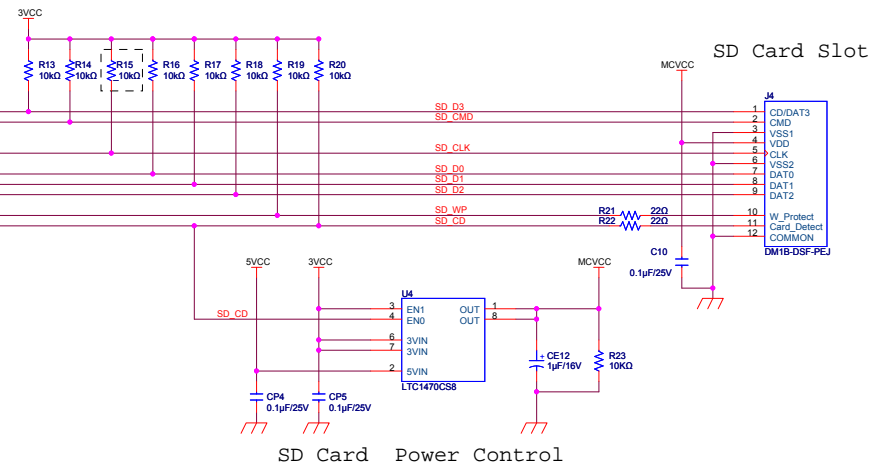 3VCC
R13 R14 R15 R16 R17 R18 R19 R20
10kΩ 10kΩ 10kΩ 10kΩ 10kΩ 10kΩ 10kΩ 10kΩ
SD Card Slot
MCVCC
J4
SD_D3 1 CD/DAT3
SD_CMD 2 CMD
3 VSS1
4 VDD
SD_CLK 5 CLK
6 VSS2
SD_D0 7 DAT0
SD_D1 8 DAT1
SD_D2 9 DAT2
SD_WP R21 22Ω 10 W_Protect
SD_CD R22 22Ω 11 Card_Detect
12 COMMON
DM1B-DSF-PEJ
C10
0.1µF/25V
5VCC 3VCC MCVCC
U4
3 EN1 OUT 1
SD_CD 4 EN0 OUT 8
6 3VIN
7 3VIN
2 5VIN
LTC1470CS8
+ CE12
1µF/16V
R23
10KΩ
CP4
0.1µF/25V
CP5
0.1µF/25V
SD Card Power Control